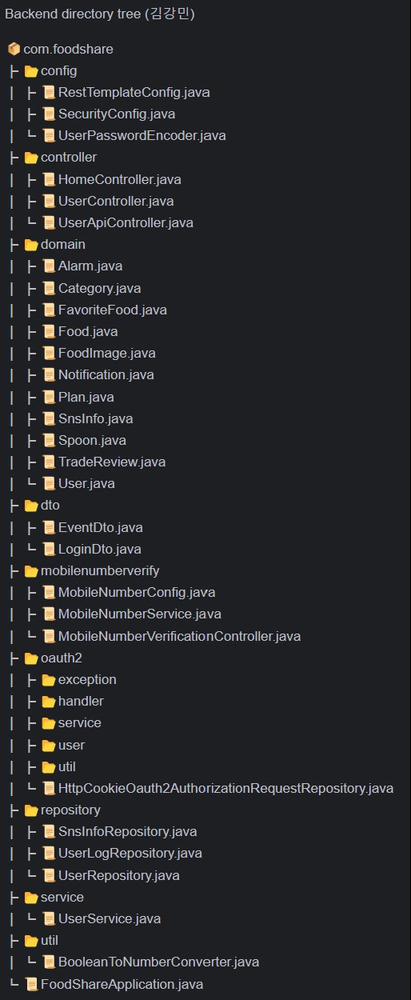 Backend directory tree (김강민)
📦 com.foodshare
├ 📂config
│ ├ 📜RestTemplateConfig.java
│ ├ 📜SecurityConfig.java
│ └ 📜UserPasswordEncoder.java
├ 📂controller
│ ├ 📜HomeController.java
│ ├ 📜UserController.java
│ └ 📜UserApiController.java
├ 📂domain
│ ├ 📜Alarm.java
│ ├ 📜Category.java
│ ├ 📜FavoriteFood.java
│ ├ 📜Food.java
│ ├ 📜FoodImage.java
│ ├ 📜Notification.java
│ ├ 📜Plan.java
│ ├ 📜SnsInfo.java
│ ├ 📜Spoon.java
│ ├ 📜TradeReview.java
│ └ 📜User.java
├ 📂dto
│ ├ 📜EventDto.java
│ └ 📜LoginDto.java
├ 📂mobilenumberverify
│ ├ 📜MobileNumberConfig.java
│ ├ 📜MobileNumberService.java
│ └ 📜MobileNumberVerificationController.java
├ 📂oauth2
│ ├ 📂exception
│ ├ 📂handler
│ ├ 📂service
│ ├ 📂user
│ ├ 📂util
│ └ 📜HttpCookieOauth2AuthorizationRequestRepository.java
├ 📂repository
│ ├ 📜SnsInfoRepository.java
│ ├ 📜UserLogRepository.java
│ └ 📜UserRepository.java
├ 📂service
│ └ 📜UserService.java
├ 📂util
│ └ 📜BooleanToNumberConverter.java
└ 📜FoodShareApplication.java